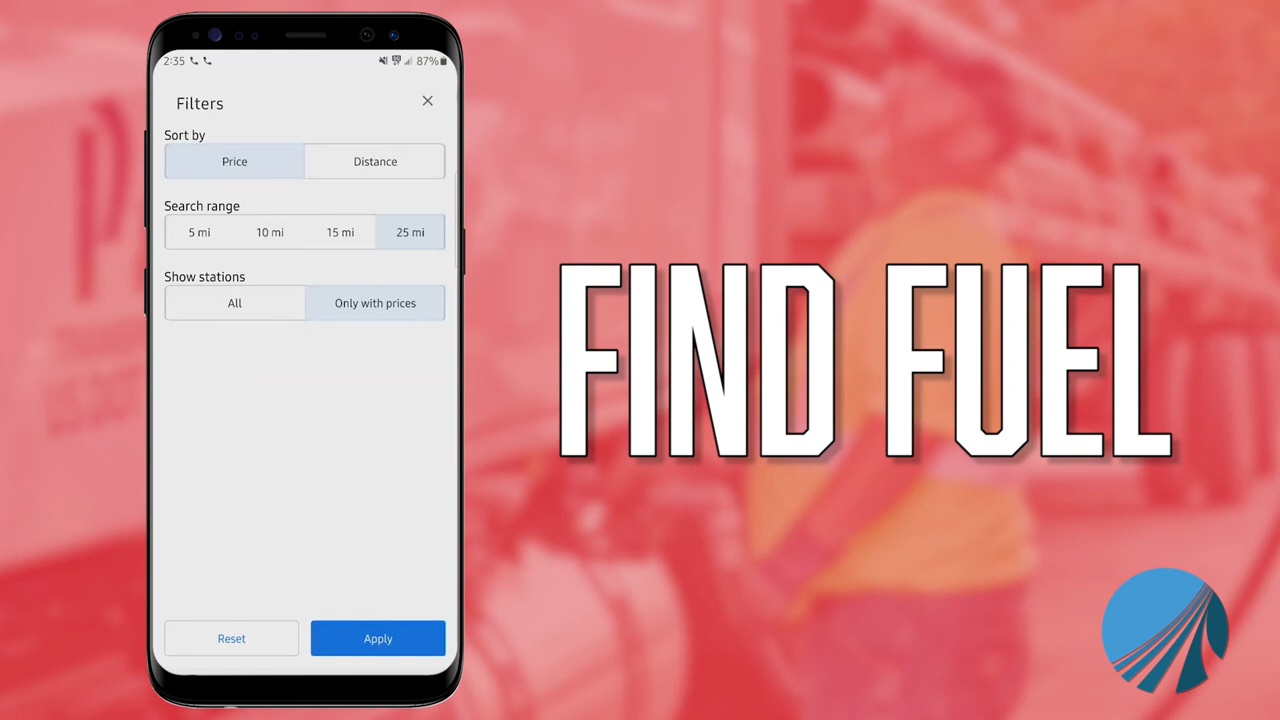 2:35
87%
Filters
Sort by
Price
Distance
Search range
5 mi
10 mi
15 mi
25 mi
Show stations
All
Only with prices
Reset
Apply
FIND FUEL